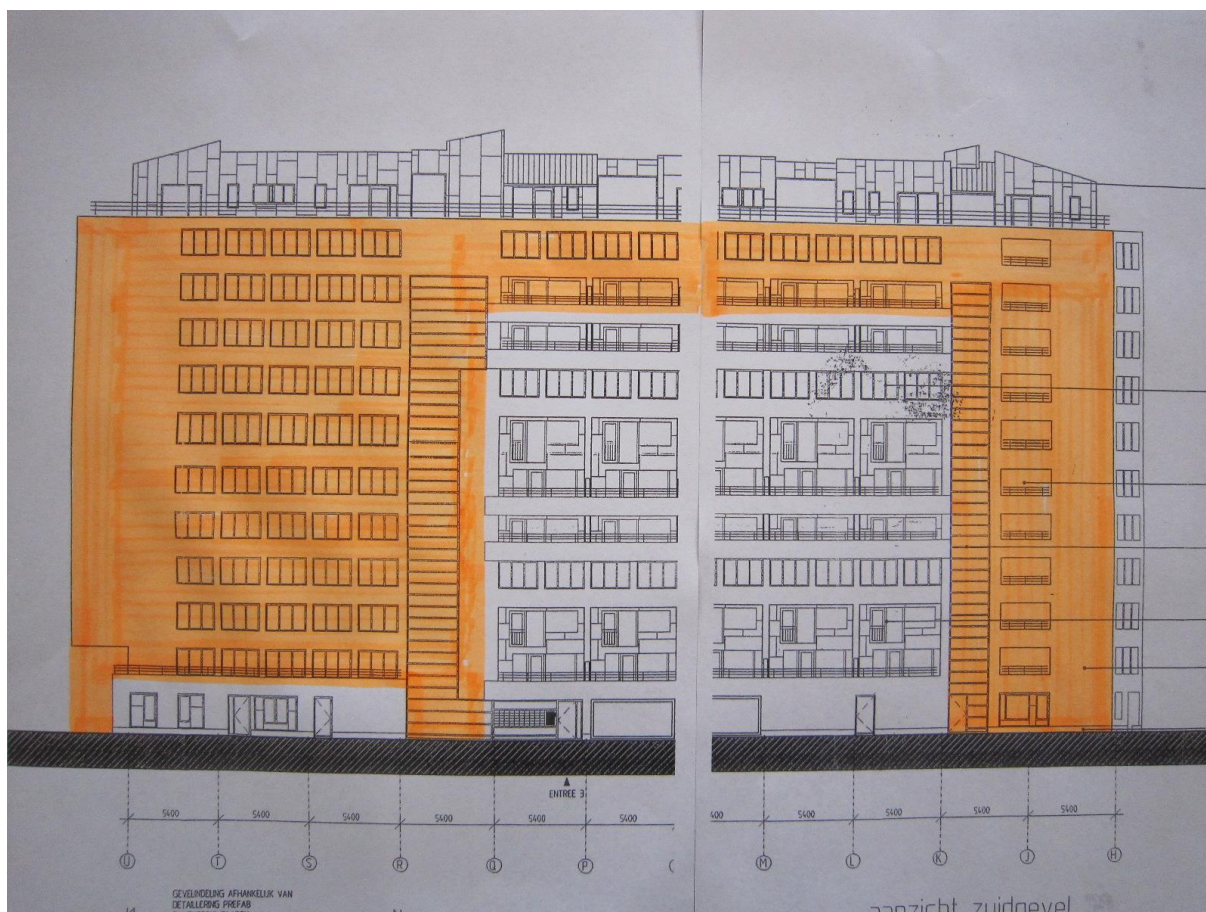 ENTREE 3
5400 5400 5400 5400 5400 5400 400 5400 5400 5400 5400
U T S R Q P M L K J H
GEVELINDELING AFHANKELIJK VAN
DETAILLERING PREFAB
aanzicht zuidgevel